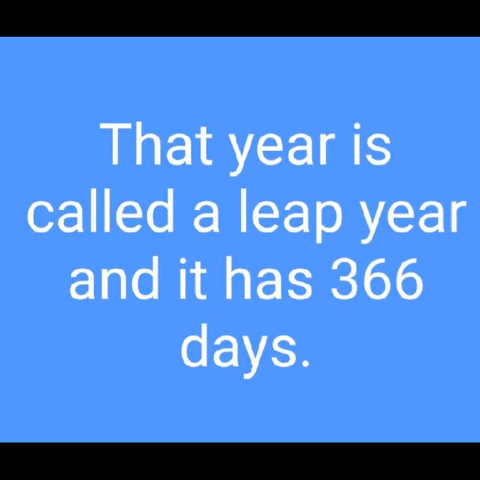 That year is
called a leap year
and it has 366
days.